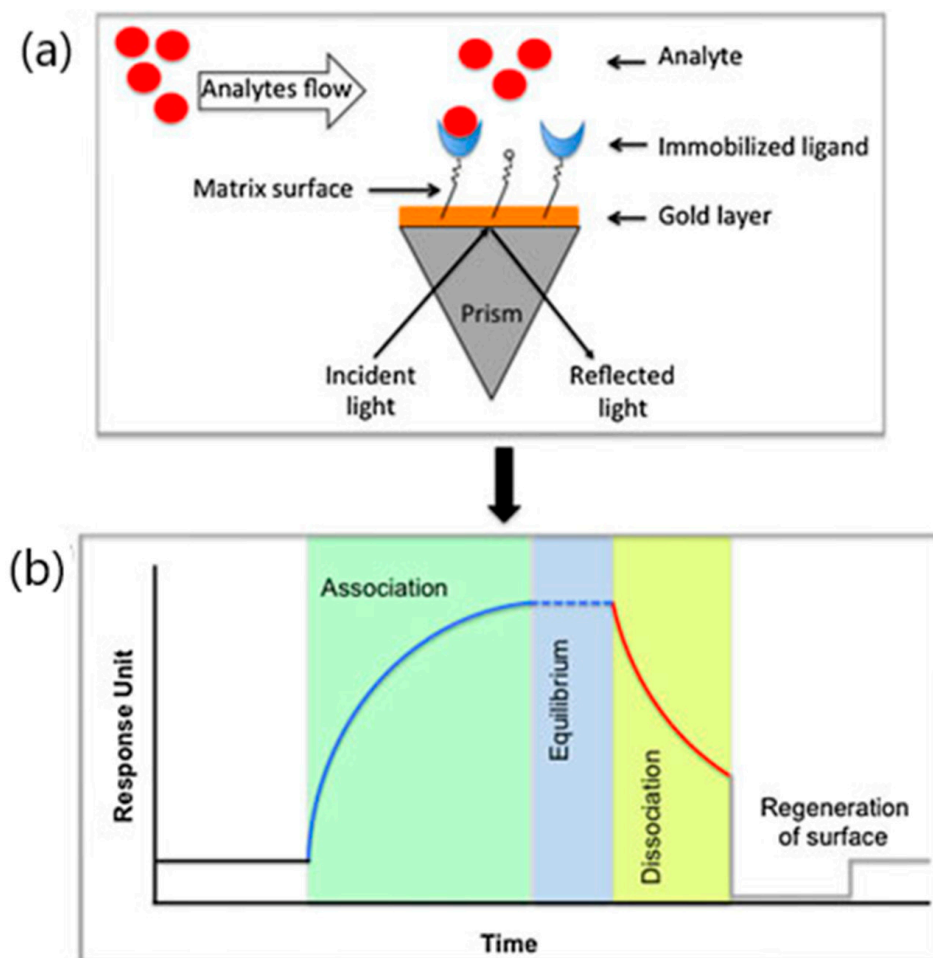 (a)
Analytes flow
Analyte
Immobilized ligand
Matrix surface
Gold layer
Prism
Incident
light
Reflected
light
(b)
Response Unit
Association
Equilibrium
Dissociation
Regeneration
of surface
Time